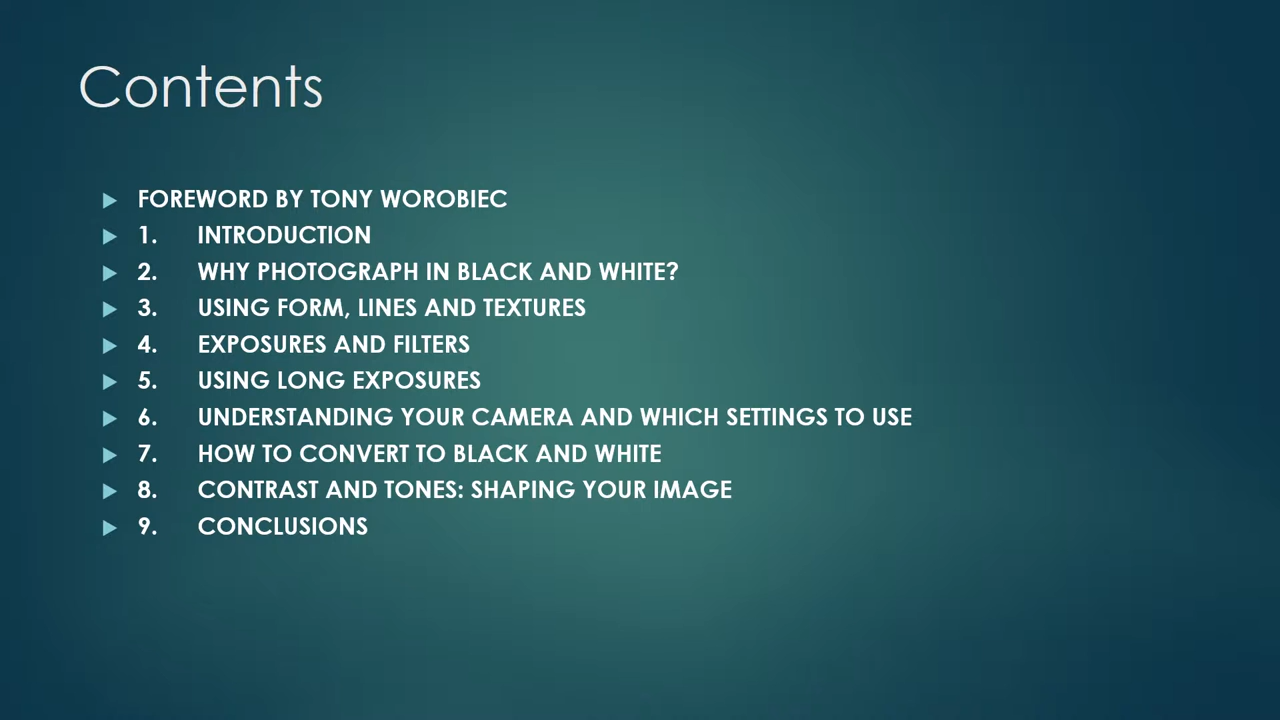 Contents
FOREWORD BY TONY WOROBIEC
1. INTRODUCTION
2. WHY PHOTOGRAPH IN BLACK AND WHITE?
3. USING FORM, LINES AND TEXTURES
4. EXPOSURES AND FILTERS
5. USING LONG EXPOSURES
6. UNDERSTANDING YOUR CAMERA AND WHICH SETTINGS TO USE
7. HOW TO CONVERT TO BLACK AND WHITE
8. CONTRAST AND TONES: SHAPING YOUR IMAGE
9. CONCLUSIONS